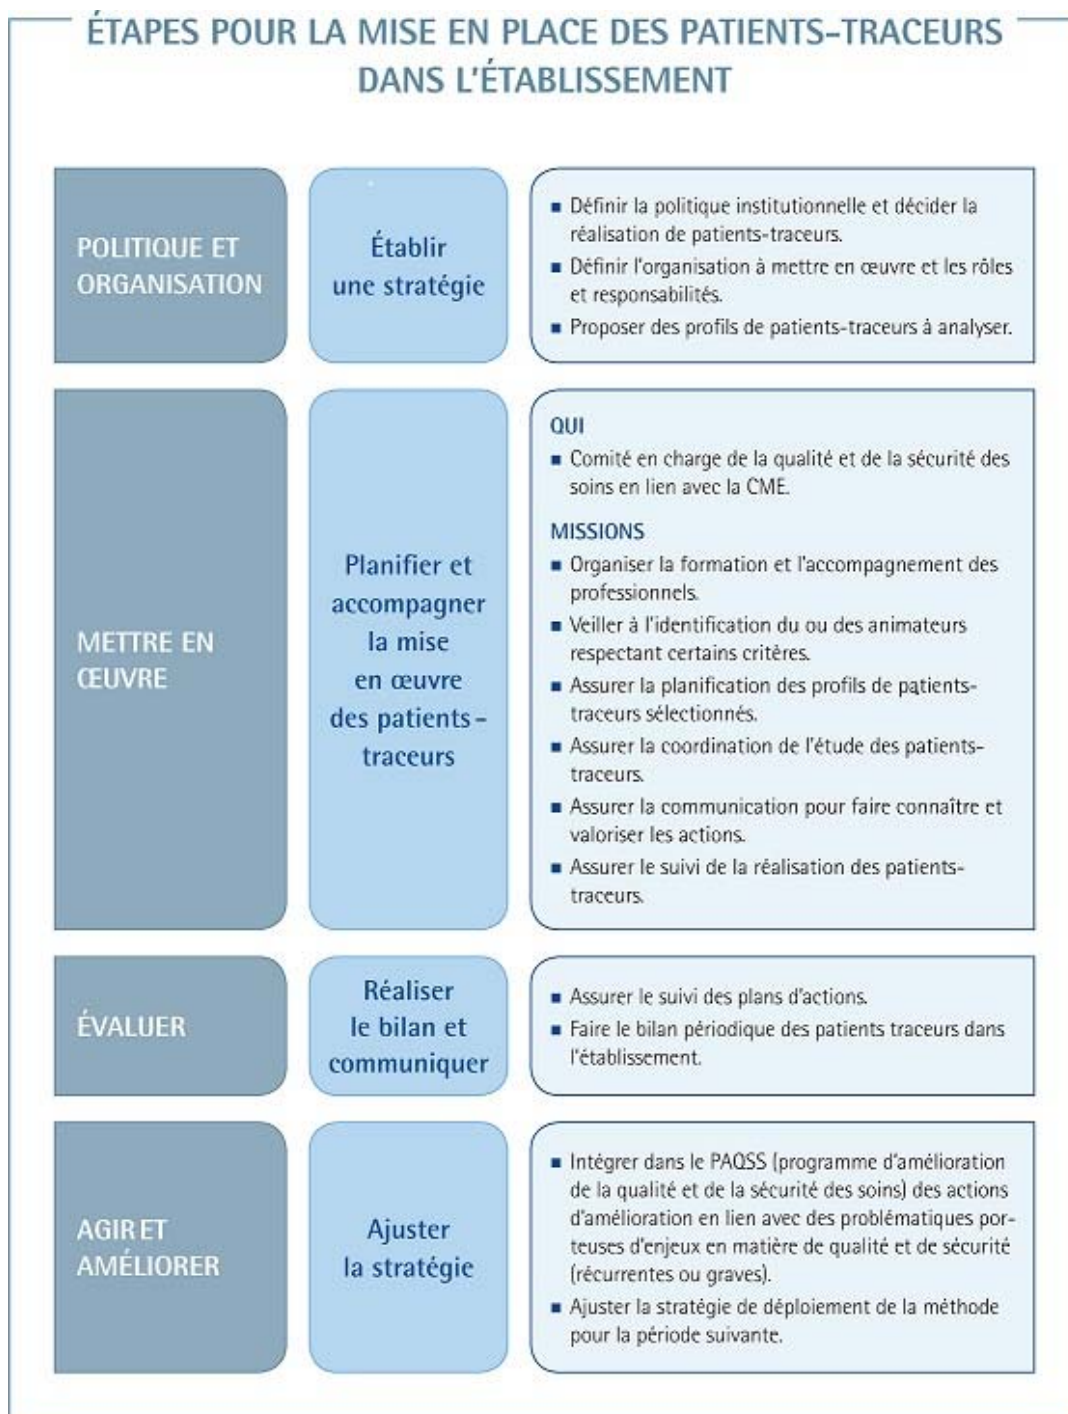 ÉTAPES POUR LA MISE EN PLACE DES PATIENTS-TRACEURS
DANS L'ÉTABLISSEMENT
POLITIQUE ET
ORGANISATION
Établir
une stratégie
■ Définir la politique institutionnelle et décider la
réalisation de patients-traceurs.
■ Définir l'organisation à mettre en œuvre et les rôles
et responsabilités.
■ Proposer des profils de patients-traceurs à analyser.
METTRE EN
ŒUVRE
Planifier et
accompagner
la mise
en œuvre
des patients-
traceurs
QUI
■ Comité en charge de la qualité et de la sécurité des
soins en lien avec la CME.
MISSIONS
■ Organiser la formation et l'accompagnement des
professionnels.
■ Veiller à l'identification du ou des animateurs
respectant certains critères.
■ Assurer la planification des profils de patients-
traceurs sélectionnés.
■ Assurer la coordination de l'étude des patients-
traceurs.
■ Assurer la communication pour faire connaître et
valoriser les actions.
■ Assurer le suivi de la réalisation des patients-
traceurs.
ÉVALUER
Réaliser
le bilan et
communiquer
■ Assurer le suivi des plans d'actions.
■ Faire le bilan périodique des patients traceurs dans
l'établissement.
AGIR ET
AMÉLIORER
Ajuster
la stratégie
■ Intégrer dans le PAQSS (programme d'amélioration
de la qualité et de la sécurité des soins) des actions
d'amélioration en lien avec des problématiques por-
teuses d'enjeux en matière de qualité et de sécurité
(récurrentes ou graves).
■ Ajuster la stratégie de déploiement de la méthode
pour la période suivante.